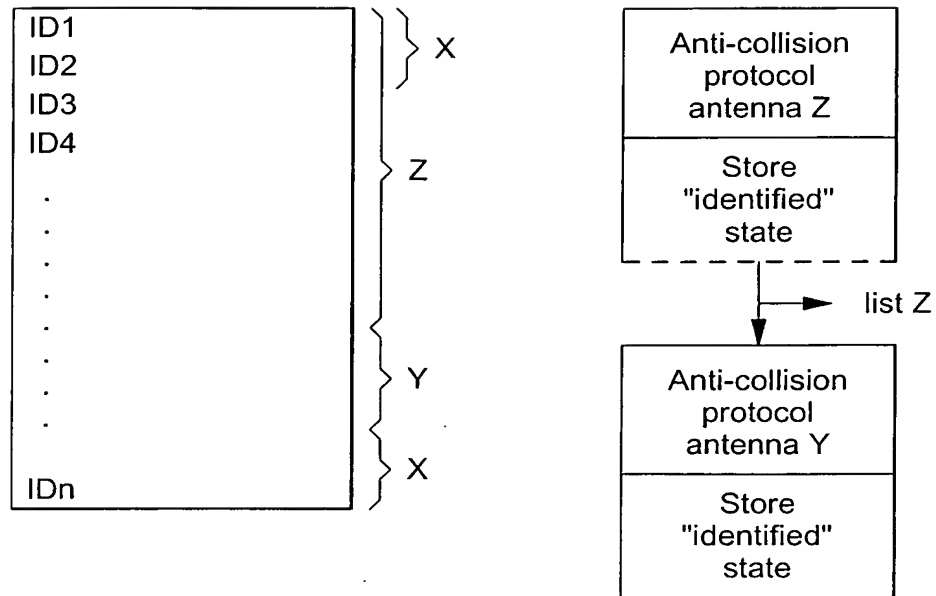 ID1
ID2
ID3
ID4
.
.
.
.
.
.
.
.
IDn
X
Z
Y
X
Anti-collision
protocol
antenna Z
Store
"identified"
state
list Z
Anti-collision
protocol
antenna Y
Store
"identified"
state